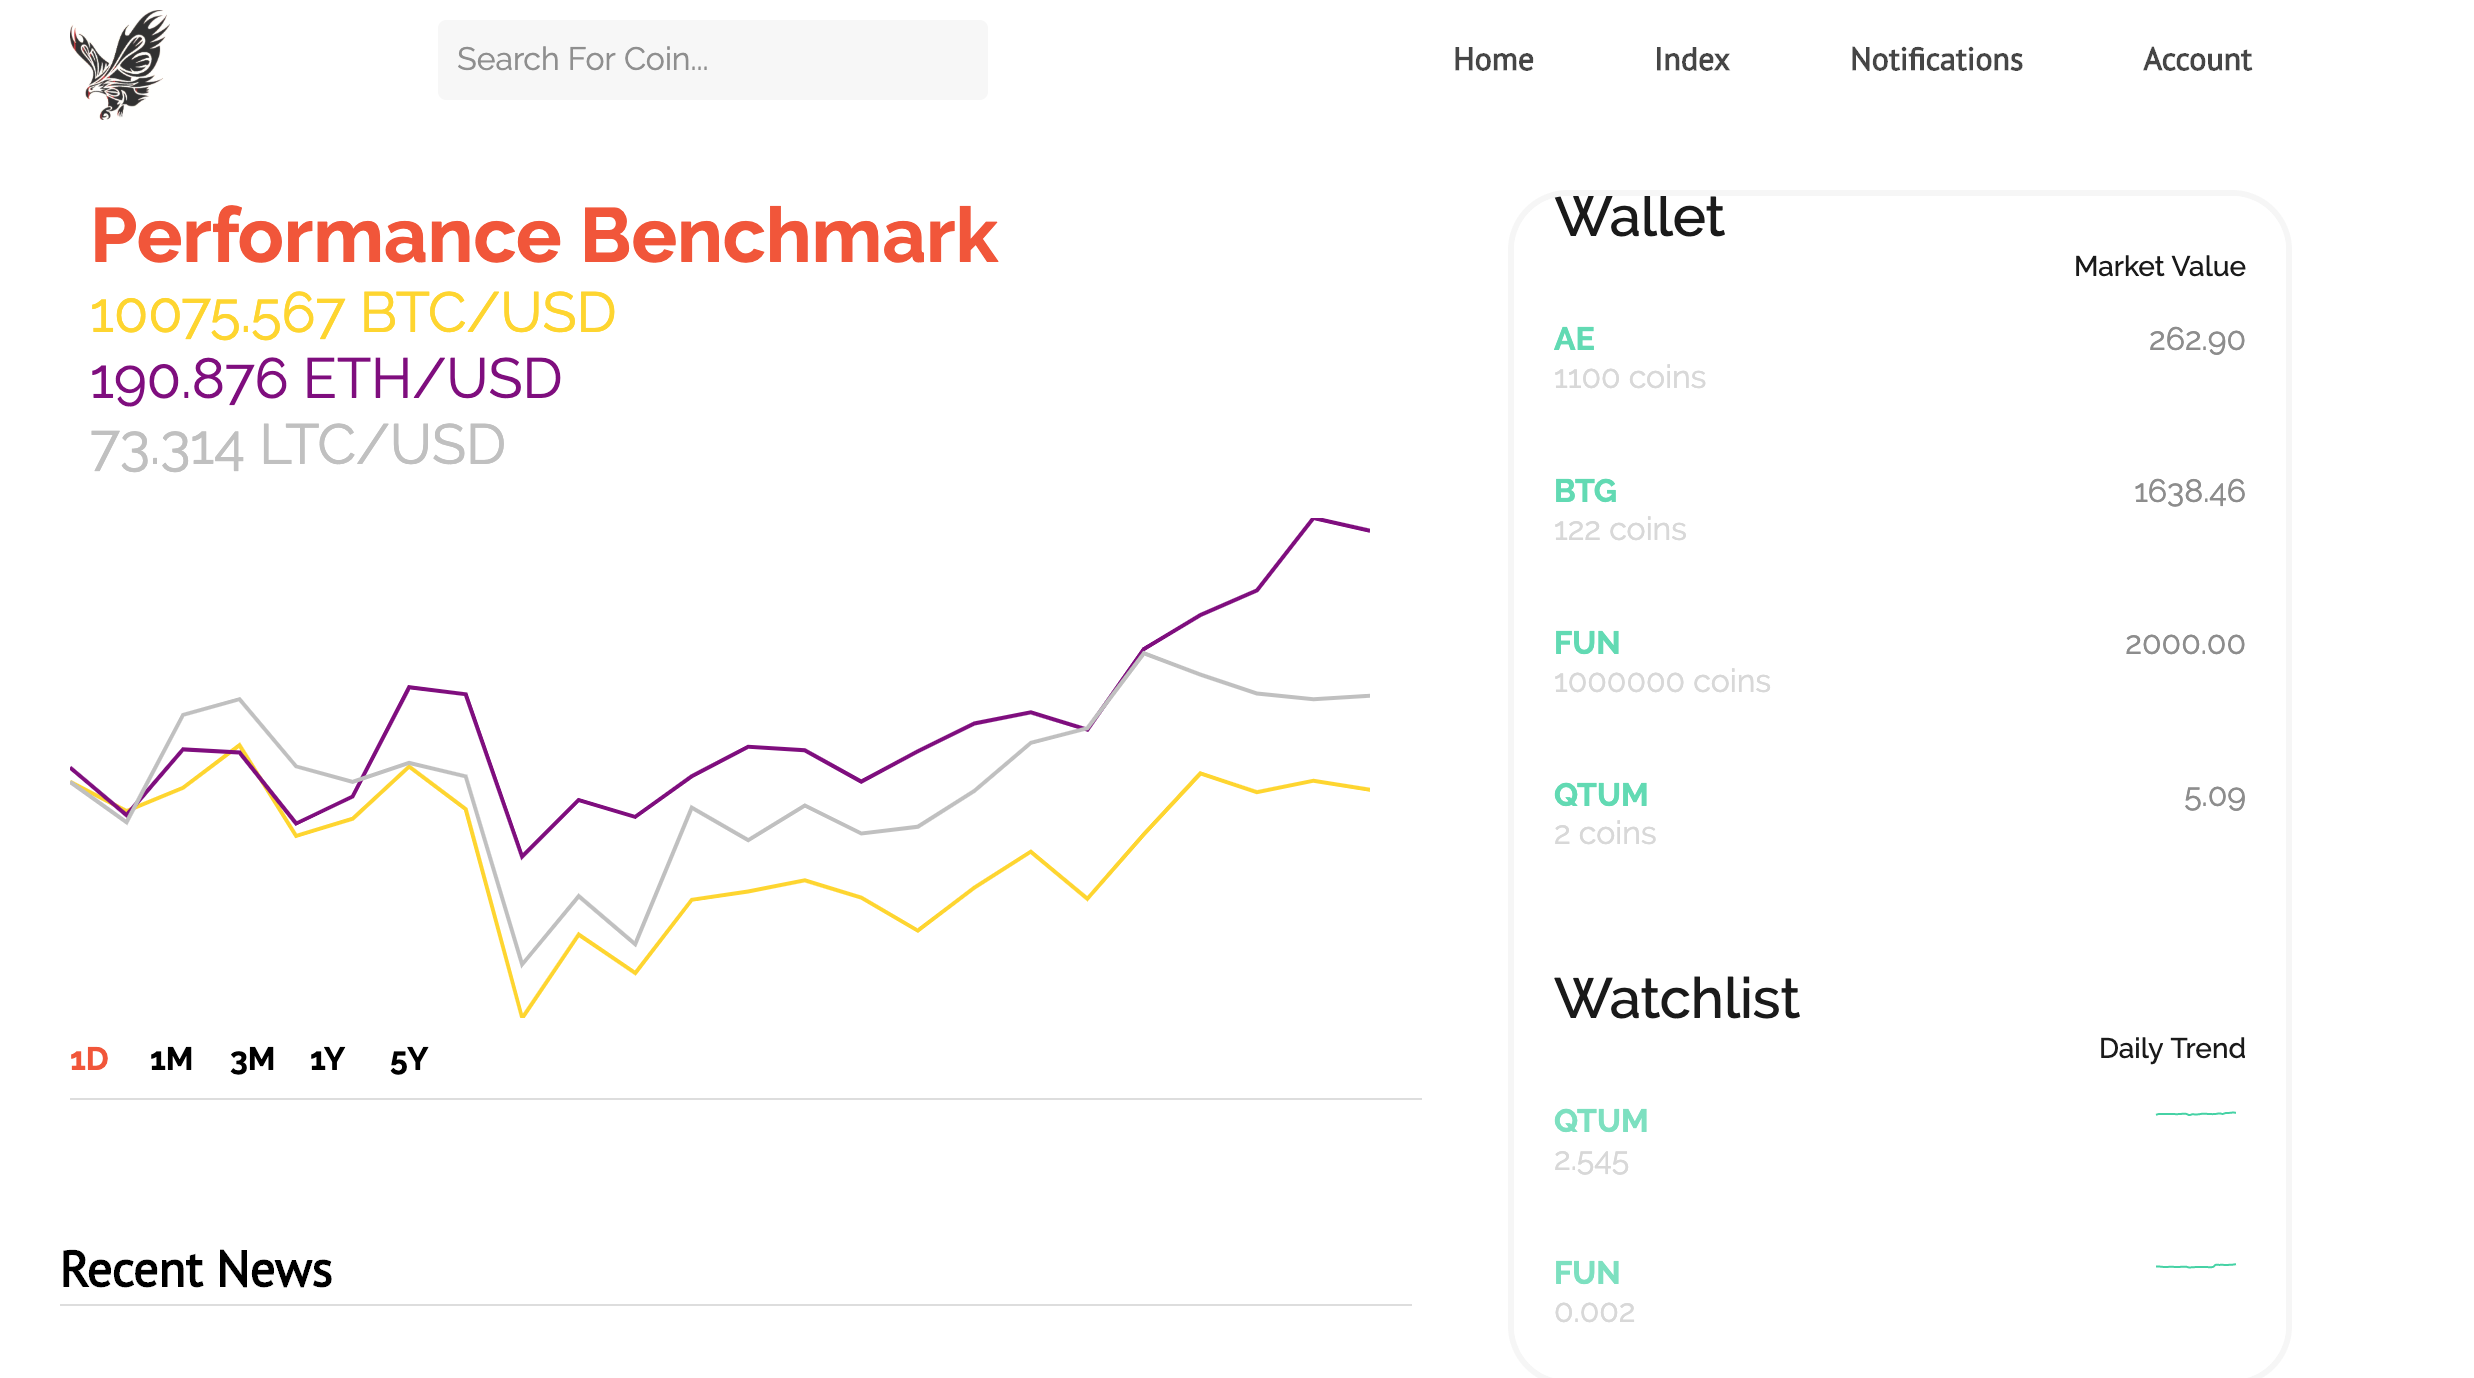 Search For Coin...
Home
Index
Notifications
Account
Performance Benchmark
10075.567 BTC/USD
190.876 ETH/USD
73.314 LTC/USD
1D
1M
3M
1Y
5Y
Recent News
Wallet
Market Value
AE
262.90
1100 coins
BTG
1638.46
122 coins
FUN
2000.00
1000000 coins
QTUM
5.09
2 coins
Watchlist
Daily Trend
QTUM
2.545
FUN
0.002